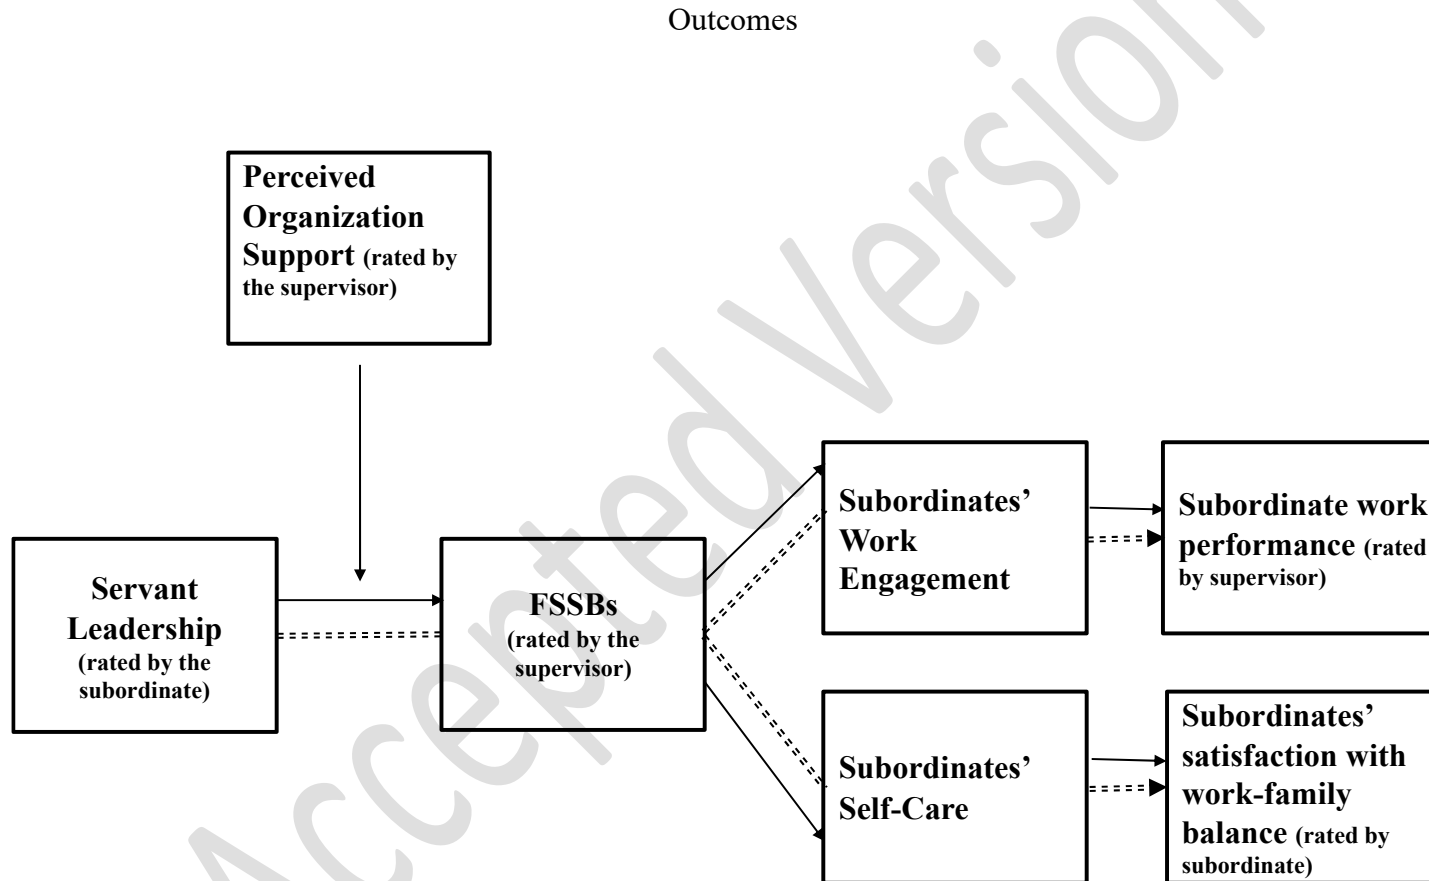 Outcomes
Perceived
Organization
Support (rated by
the supervisor)
Servant
Leadership
(rated by the
subordinate)
FSSBs
(rated by the
supervisor)
Subordinates’
Work
Engagement
Subordinate work
performance (rated
by supervisor)
Subordinates’
Self-Care
Subordinates’
satisfaction with
work-family
balance (rated by
subordinate)
Accepted Version